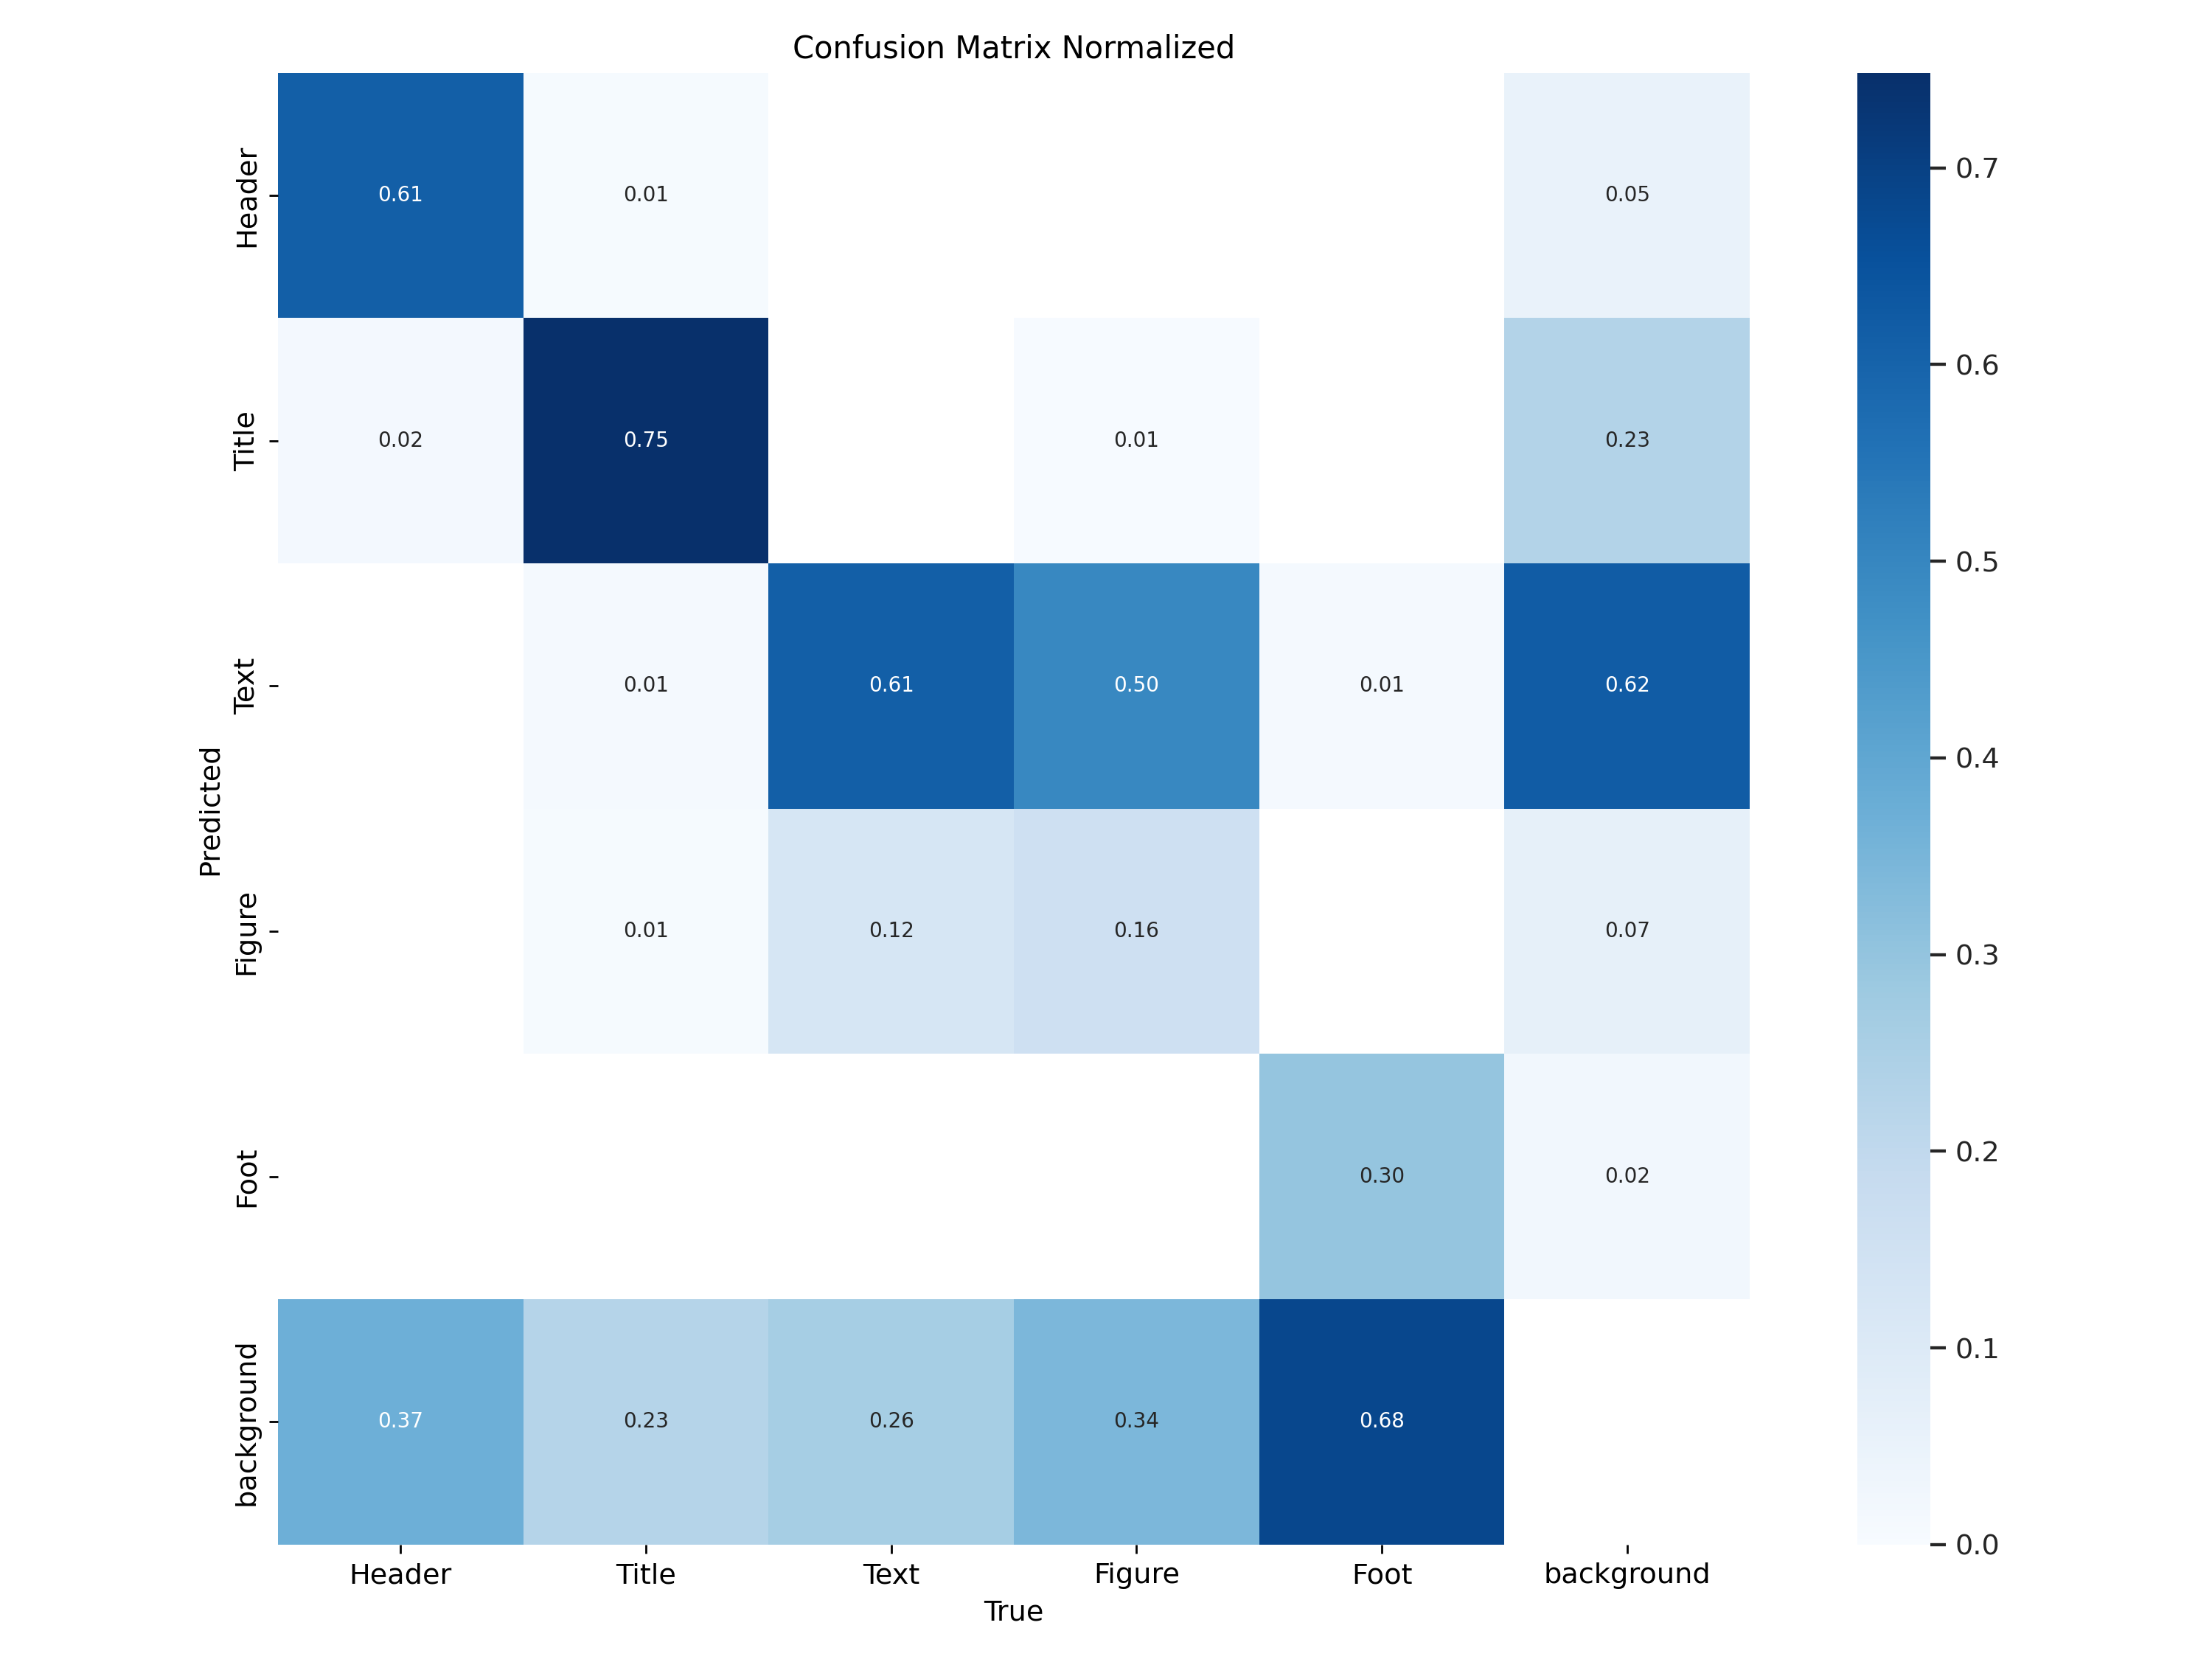 Confusion Matrix Normalized
Header 0.61 0.01 0.05
Title 0.02 0.75 0.01 0.23
Text 0.01 0.61 0.50 0.01 0.62
Figure 0.01 0.12 0.16 0.07
Foot 0.30 0.02
background 0.37 0.23 0.26 0.34 0.68
Predicted
Header Title Text Figure Foot background
True
0.7
0.6
0.5
0.4
0.3
0.2
0.1
0.0